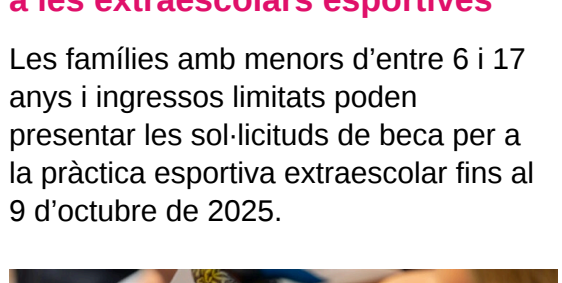 a les extraescolars esportives
Les famílies amb menors d’entre 6 i 17
anys i ingressos limitats poden
presentar les sol·licituds de beca per a
la pràctica esportiva extraescolar fins al
9 d’octubre de 2025.